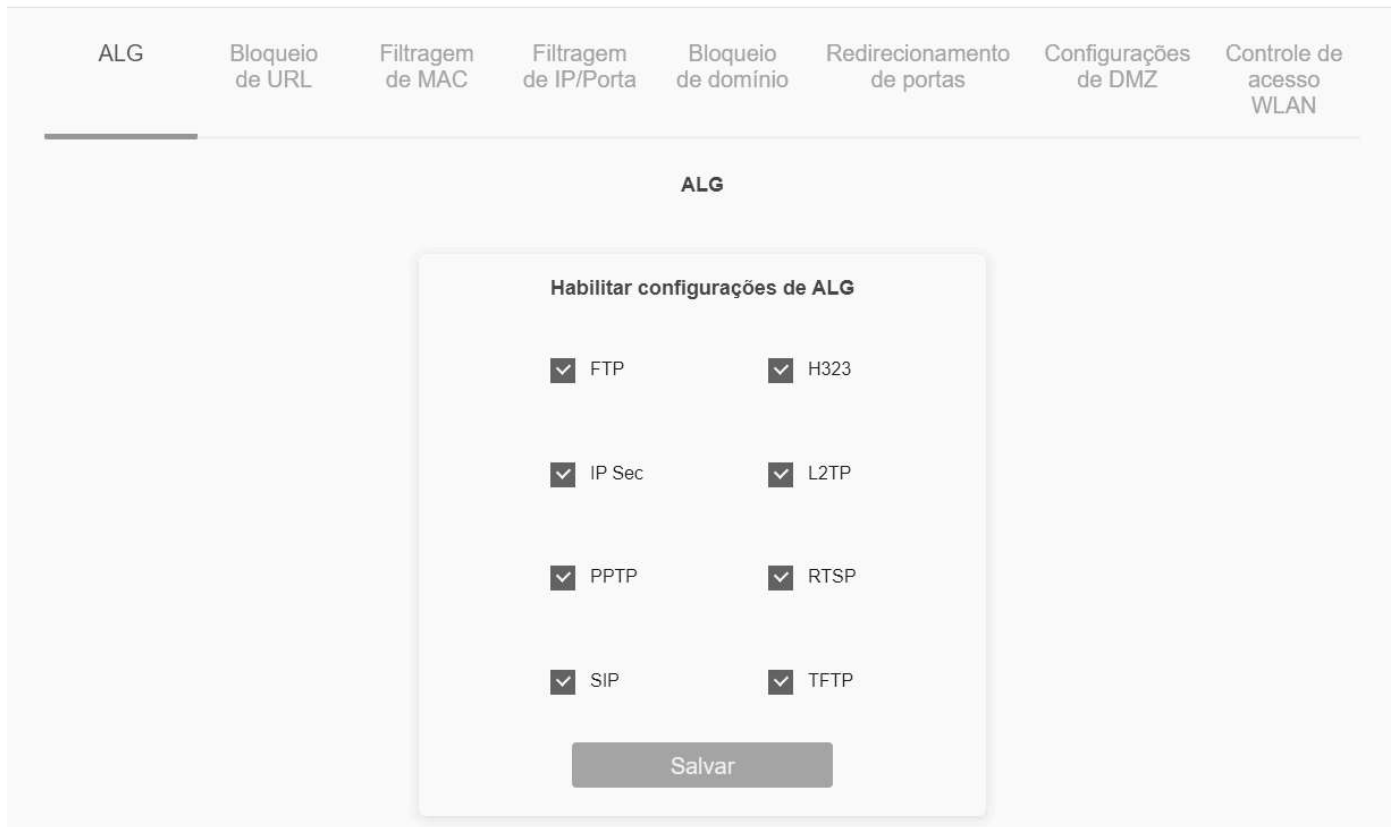 ALG
Bloqueio
de URL
Filtragem
de MAC
Filtragem
de IP/Porta
Bloqueio
de domínio
Redirecionamento
de portas
Configurações
de DMZ
Controle de
acesso
WLAN
ALG
Habilitar configurações de ALG
FTP
H323
IP Sec
L2TP
PPTP
RTSP
SIP
TFTP
Salvar